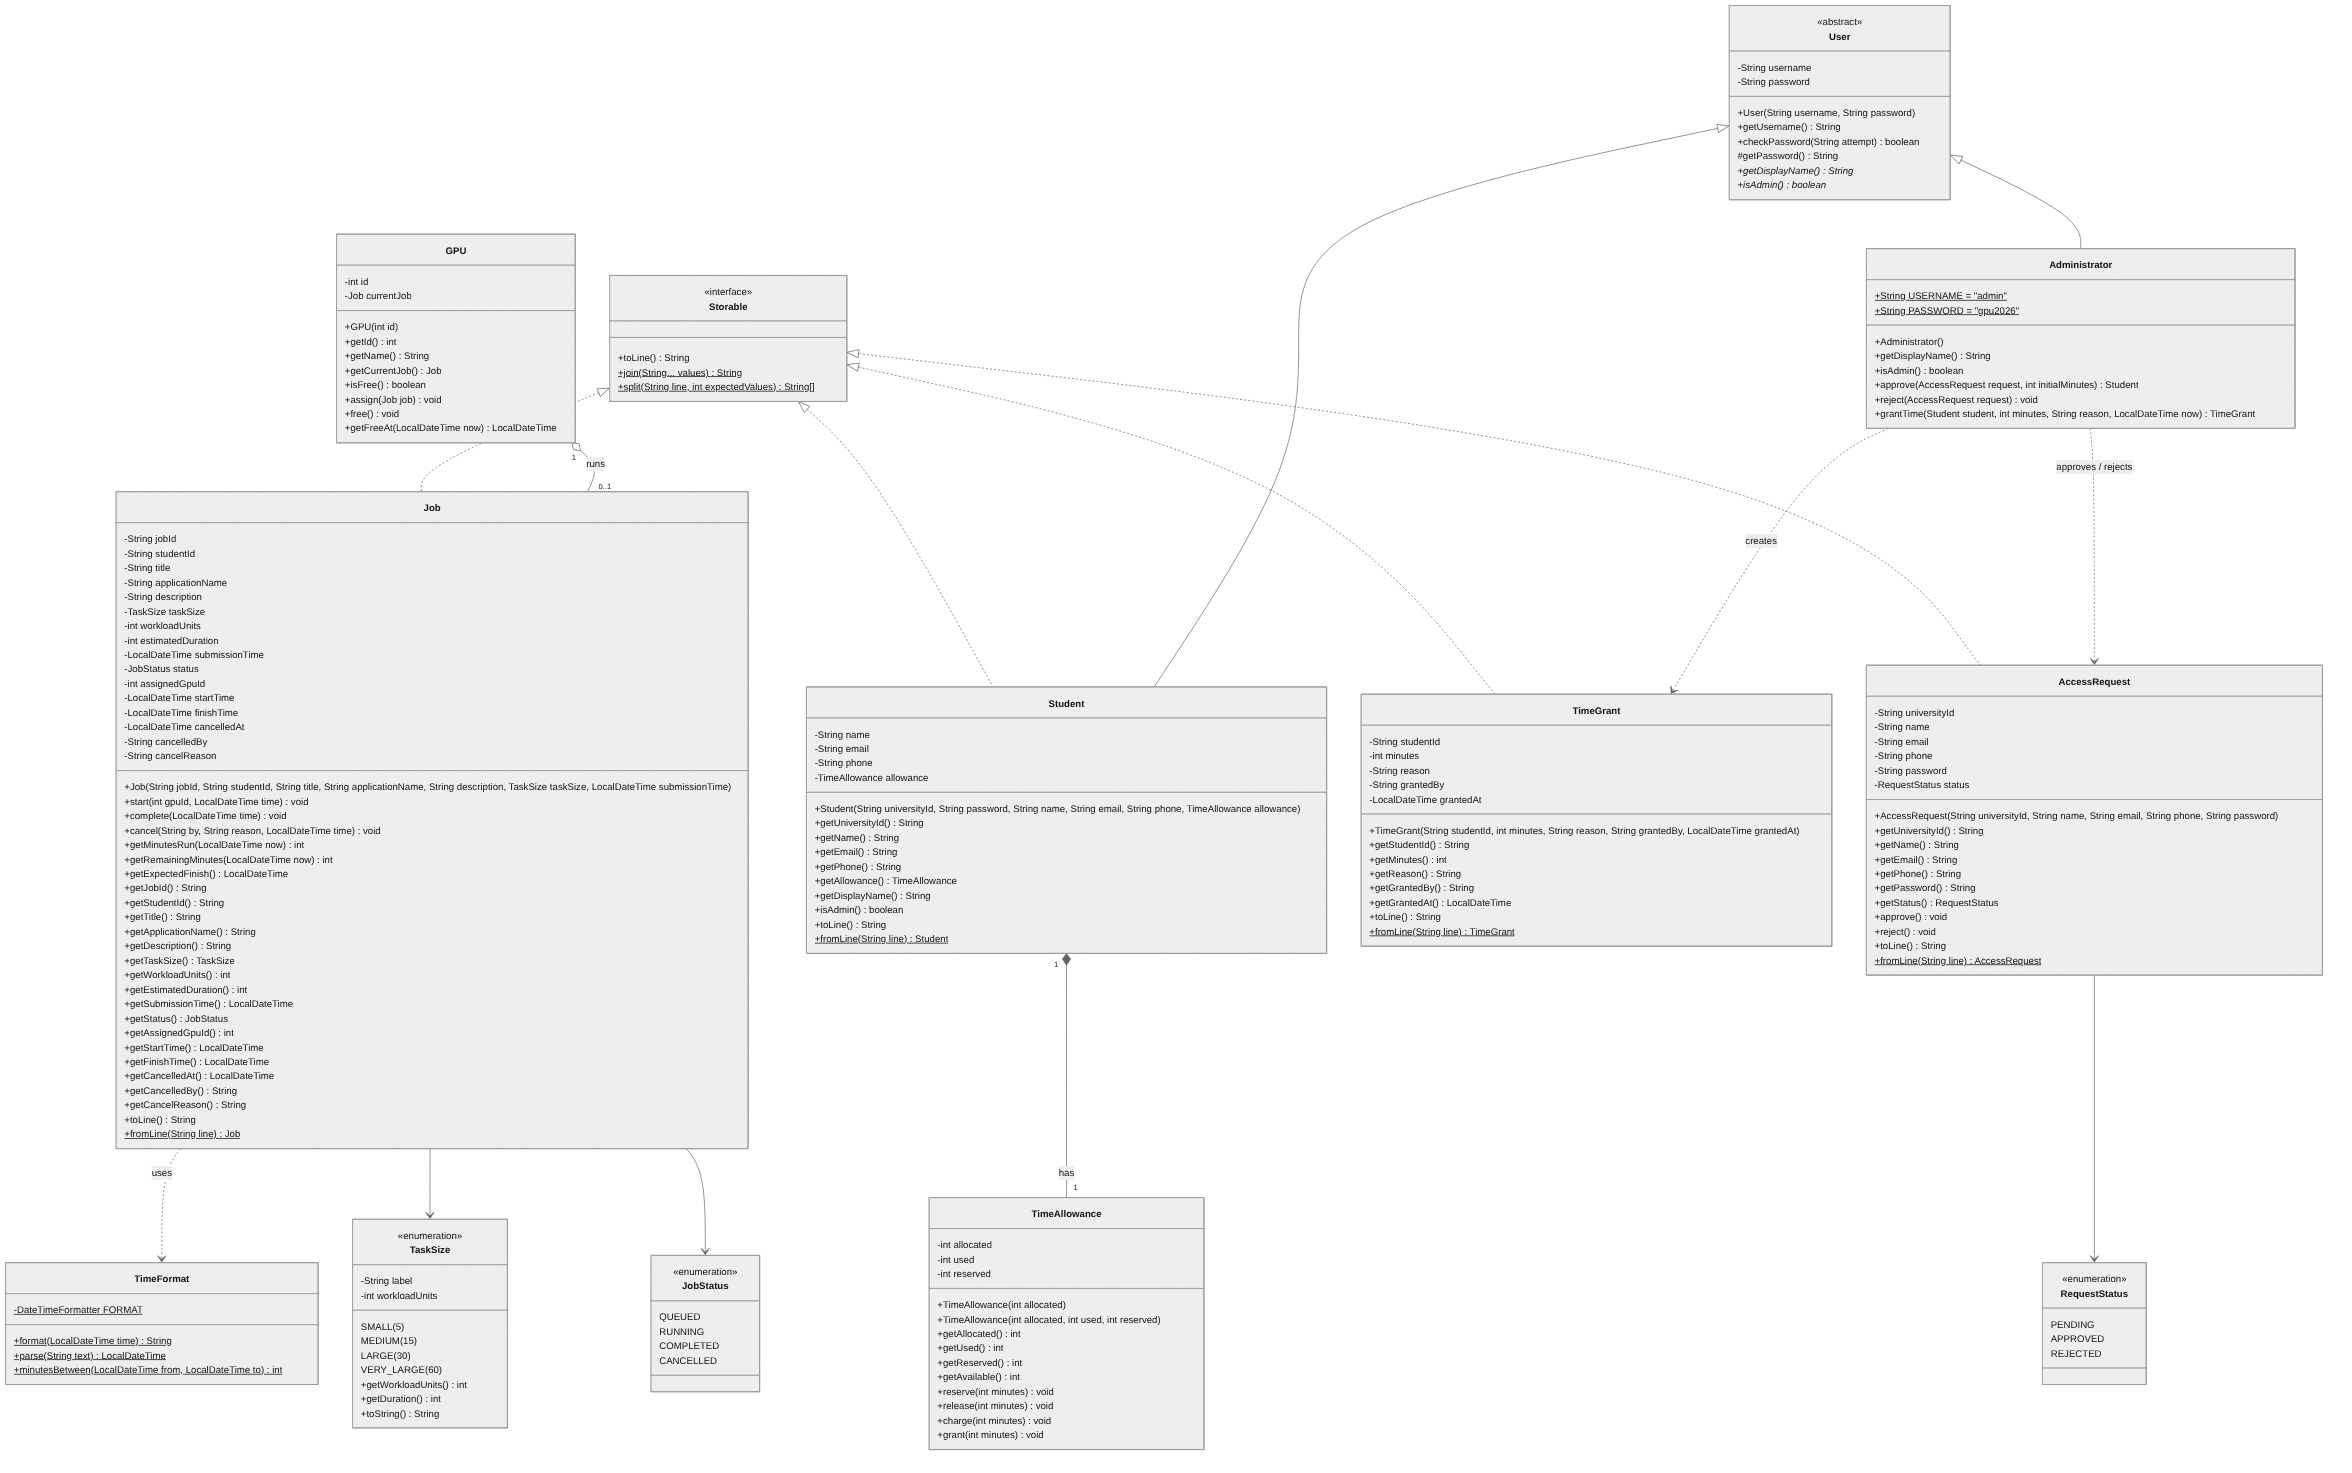 «abstract»
User
-String username
-String password
+User(String username, String password)
+getUsername() : String
+checkPassword(String attempt) : boolean
#getPassword() : String
+getDisplayName() : String
+isAdmin() : boolean
GPU
-int id
-Job currentJob
+GPU(int id)
+getId() : int
+getName() : String
+getCurrentJob() : Job
+isFree() : boolean
+assign(Job job) : void
+free() : void
+getFreeAt(LocalDateTime now) : LocalDateTime
«interface»
Storable
+toLine() : String
+join(String... values) : String
+split(String line, int expectedValues) : String[]
Administrator
+String USERNAME = "admin"
+String PASSWORD = "gpu2026"
+Administrator()
+getDisplayName() : String
+isAdmin() : boolean
+approve(AccessRequest request, int initialMinutes) : Student
+reject(AccessRequest request) : void
+grantTime(Student student, int minutes, String reason, LocalDateTime now) : TimeGrant
1
runs
0..1
approves / rejects
creates
Job
-String jobId
-String studentId
-String title
-String applicationName
-String description
-TaskSize taskSize
-int workloadUnits
-int estimatedDuration
-LocalDateTime submissionTime
-JobStatus status
-int assignedGpuId
-LocalDateTime startTime
-LocalDateTime finishTime
-LocalDateTime cancelledAt
-String cancelledBy
-String cancelReason
+Job(String jobId, String studentId, String title, String applicationName, String description, TaskSize taskSize, LocalDateTime submissionTime)
+start(int gpuId, LocalDateTime time) : void
+complete(LocalDateTime time) : void
+cancel(String by, String reason, LocalDateTime time) : void
+getMinutesRun(LocalDateTime now) : int
+getRemainingMinutes(LocalDateTime now) : int
+getExpectedFinish() : LocalDateTime
+getJobId() : String
+getStudentId() : String
+getTitle() : String
+getApplicationName() : String
+getDescription() : String
+getTaskSize() : TaskSize
+getWorkloadUnits() : int
+getEstimatedDuration() : int
+getSubmissionTime() : LocalDateTime
+getStatus() : JobStatus
+getAssignedGpuId() : int
+getStartTime() : LocalDateTime
+getFinishTime() : LocalDateTime
+getCancelledAt() : LocalDateTime
+getCancelledBy() : String
+getCancelReason() : String
+toLine() : String
+fromLine(String line) : Job
Student
-String name
-String email
-String phone
-TimeAllowance allowance
+Student(String universityId, String password, String name, String email, String phone, TimeAllowance allowance)
+getUniversityId() : String
+getName() : String
+getEmail() : String
+getPhone() : String
+getAllowance() : TimeAllowance
+getDisplayName() : String
+isAdmin() : boolean
+toLine() : String
+fromLine(String line) : Student
TimeGrant
-String studentId
-int minutes
-String reason
-String grantedBy
-LocalDateTime grantedAt
+TimeGrant(String studentId, int minutes, String reason, String grantedBy, LocalDateTime grantedAt)
+getStudentId() : String
+getMinutes() : int
+getReason() : String
+getGrantedBy() : String
+getGrantedAt() : LocalDateTime
+toLine() : String
+fromLine(String line) : TimeGrant
AccessRequest
-String universityId
-String name
-String email
-String phone
-String password
-RequestStatus status
+AccessRequest(String universityId, String name, String email, String phone, String password)
+getUniversityId() : String
+getName() : String
+getEmail() : String
+getPhone() : String
+getPassword() : String
+getStatus() : RequestStatus
+approve() : void
+reject() : void
+toLine() : String
+fromLine(String line) : AccessRequest
1
uses
has
1
TimeFormat
-DateTimeFormatter FORMAT
+format(LocalDateTime time) : String
+parse(String text) : LocalDateTime
+minutesBetween(LocalDateTime from, LocalDateTime to) : int
«enumeration»
TaskSize
-String label
-int workloadUnits
SMALL(5)
MEDIUM(15)
LARGE(30)
VERY_LARGE(60)
+getWorkloadUnits() : int
+getDuration() : int
+toString() : String
«enumeration»
JobStatus
QUEUED
RUNNING
COMPLETED
CANCELLED
TimeAllowance
-int allocated
-int used
-int reserved
+TimeAllowance(int allocated)
+TimeAllowance(int allocated, int used, int reserved)
+getAllocated() : int
+getUsed() : int
+getReserved() : int
+getAvailable() : int
+reserve(int minutes) : void
+release(int minutes) : void
+charge(int minutes) : void
+grant(int minutes) : void
«enumeration»
RequestStatus
PENDING
APPROVED
REJECTED